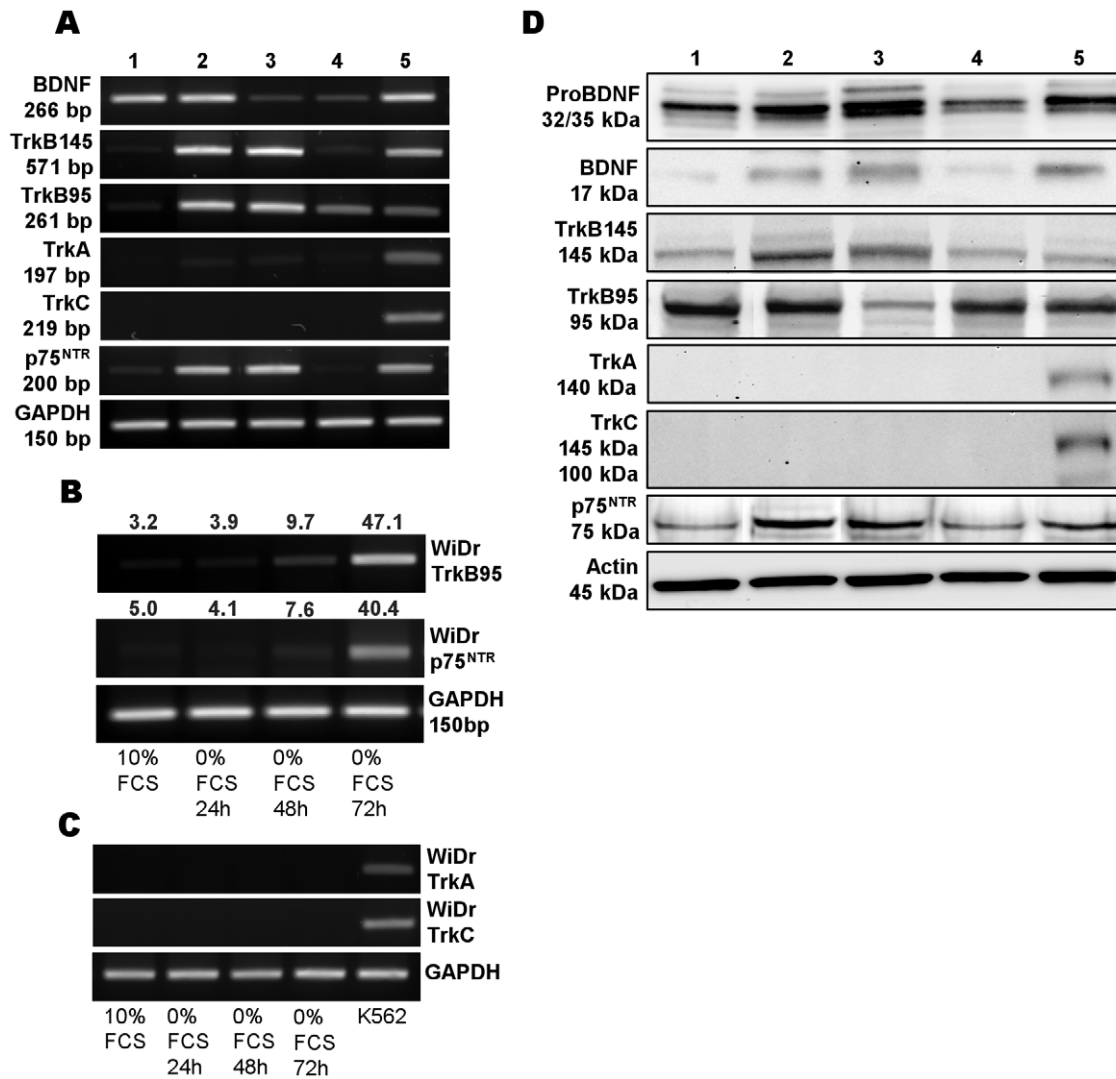 A
1 2 3 4 5
BDNF
266 bp
TrkB145
571 bp
TrkB95
261 bp
TrkA
197 bp
TrkC
219 bp
p75NTR
200 bp
GAPDH
150 bp
B
3.2 3.9 9.7 47.1
WiDr
TrkB95
5.0 4.1 7.6 40.4
WiDr
p75NTR
GAPDH
150bp
10% 0% 0% 0%
FCS FCS FCS FCS
24h 48h 72h
C
WiDr
TrkA
WiDr
TrkC
GAPDH
10% 0% 0% 0% K562
FCS FCS FCS FCS
24h 48h 72h
D
1 2 3 4 5
ProBDNF
32/35 kDa
BDNF
17 kDa
TrkB145
145 kDa
TrkB95
95 kDa
TrkA
140 kDa
TrkC
145 kDa
100 kDa
p75NTR
75 kDa
Actin
45 kDa